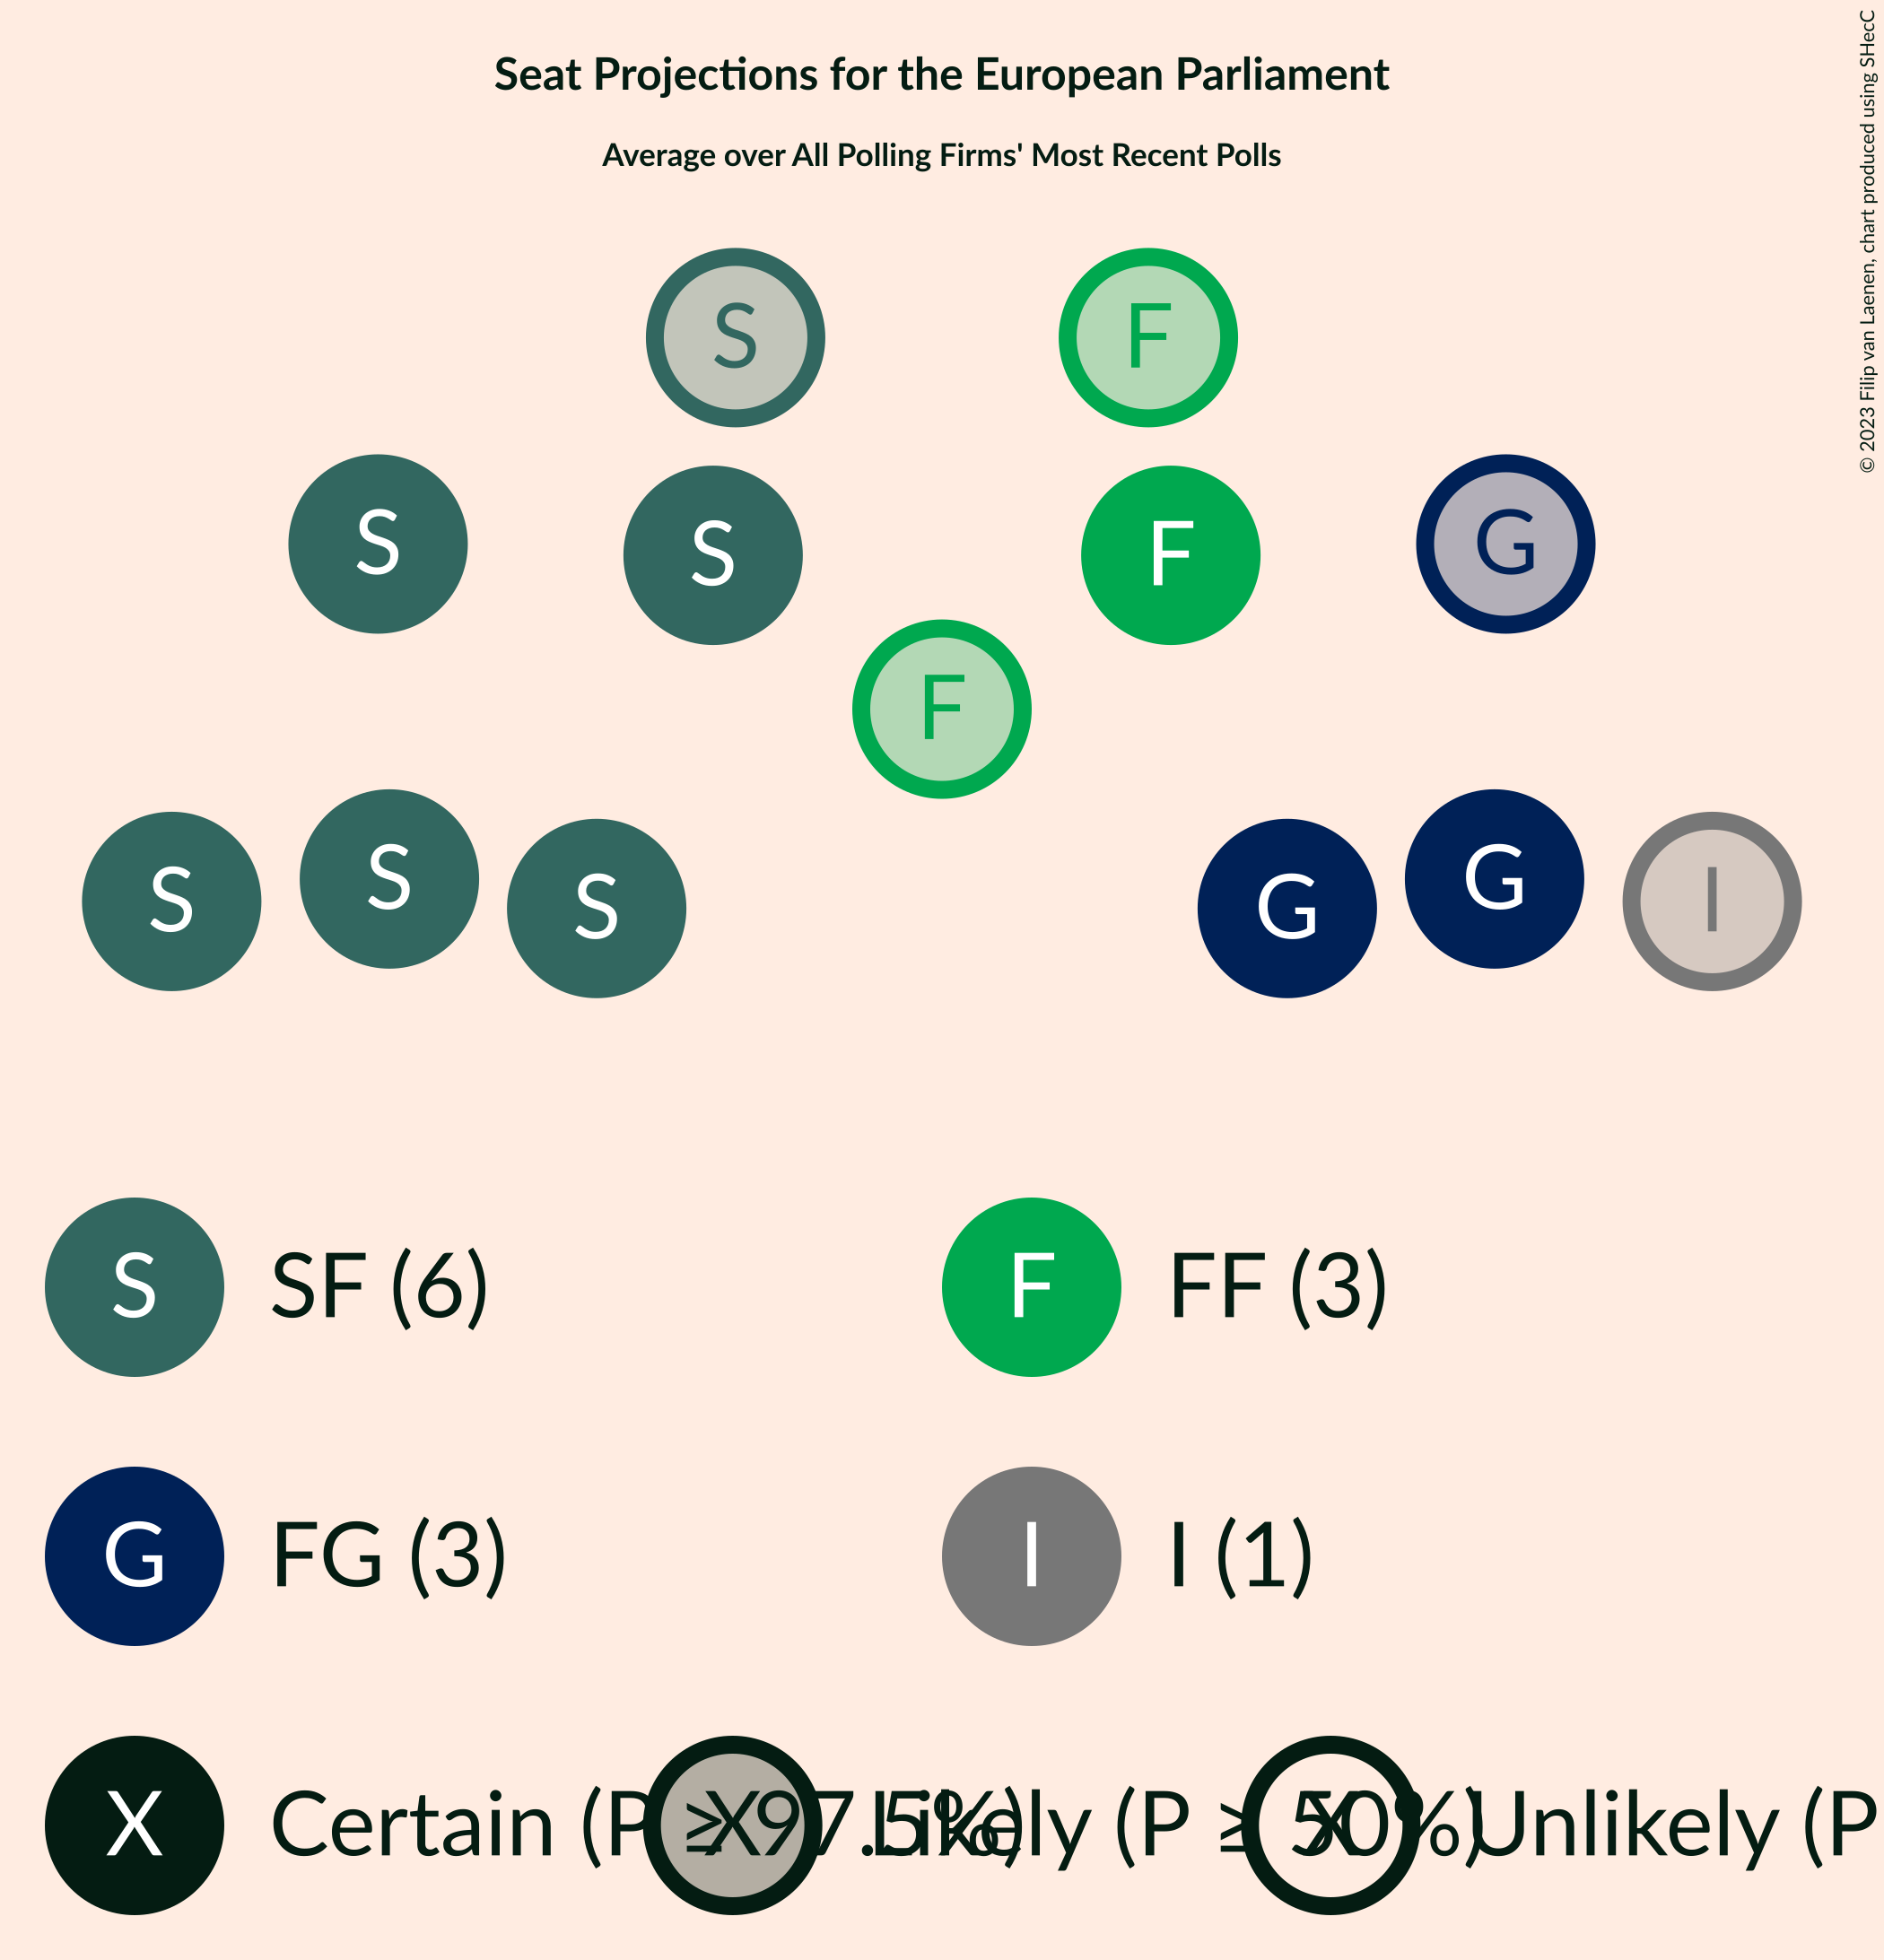 Seat Projections for the European Parliament
Average over All Polling Firms' Most Recent Polls
© 2023 Filip van Laenen, chart produced using SHecC
S F
S S F G
F
S S S G G I
S SF (6) F FF (3)
G FG (3) I I (1)
X Certain (P ≥ 97.5%) X Likely (P ≥ 50%) X Unlikely (P